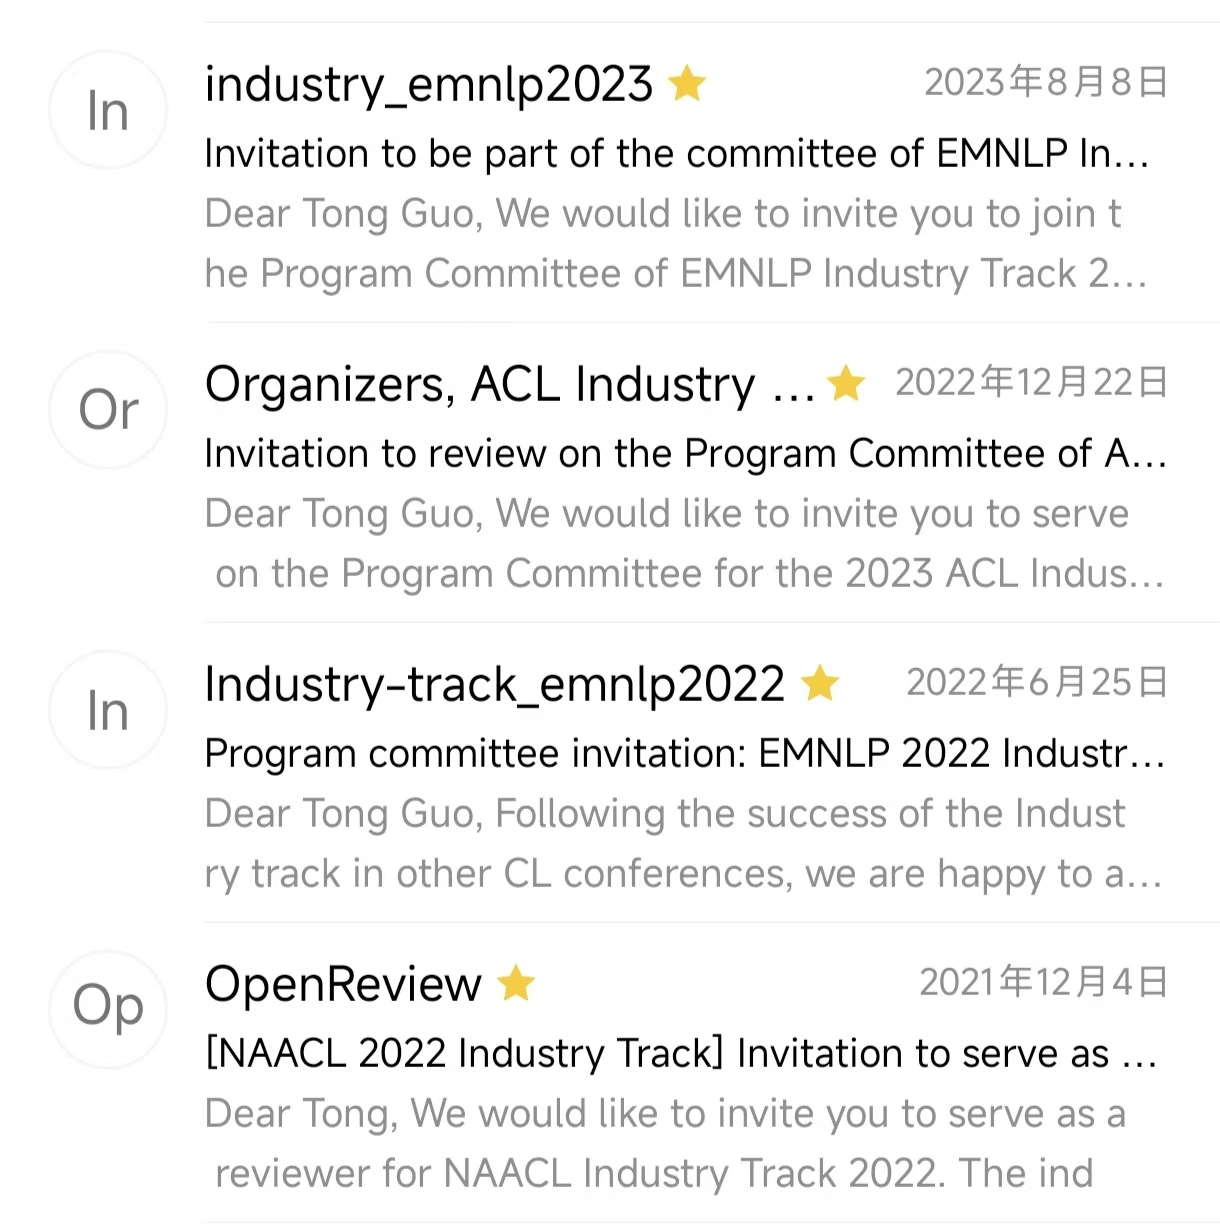 In
industry_emnlp2023
2023年8月8日
Invitation to be part of the committee of EMNLP In...
Dear Tong Guo, We would like to invite you to join t
he Program Committee of EMNLP Industry Track 2...
Or
Organizers, ACL Industry ...
2022年12月22日
Invitation to review on the Program Committee of A...
Dear Tong Guo, We would like to invite you to serve
on the Program Committee for the 2023 ACL Indus...
In
Industry-track_emnlp2022
2022年6月25日
Program committee invitation: EMNLP 2022 Industr...
Dear Tong Guo, Following the success of the Indust
ry track in other CL conferences, we are happy to a...
Op
OpenReview
2021年12月4日
[NAACL 2022 Industry Track] Invitation to serve as ...
Dear Tong, We would like to invite you to serve as a
reviewer for NAACL Industry Track 2022. The ind